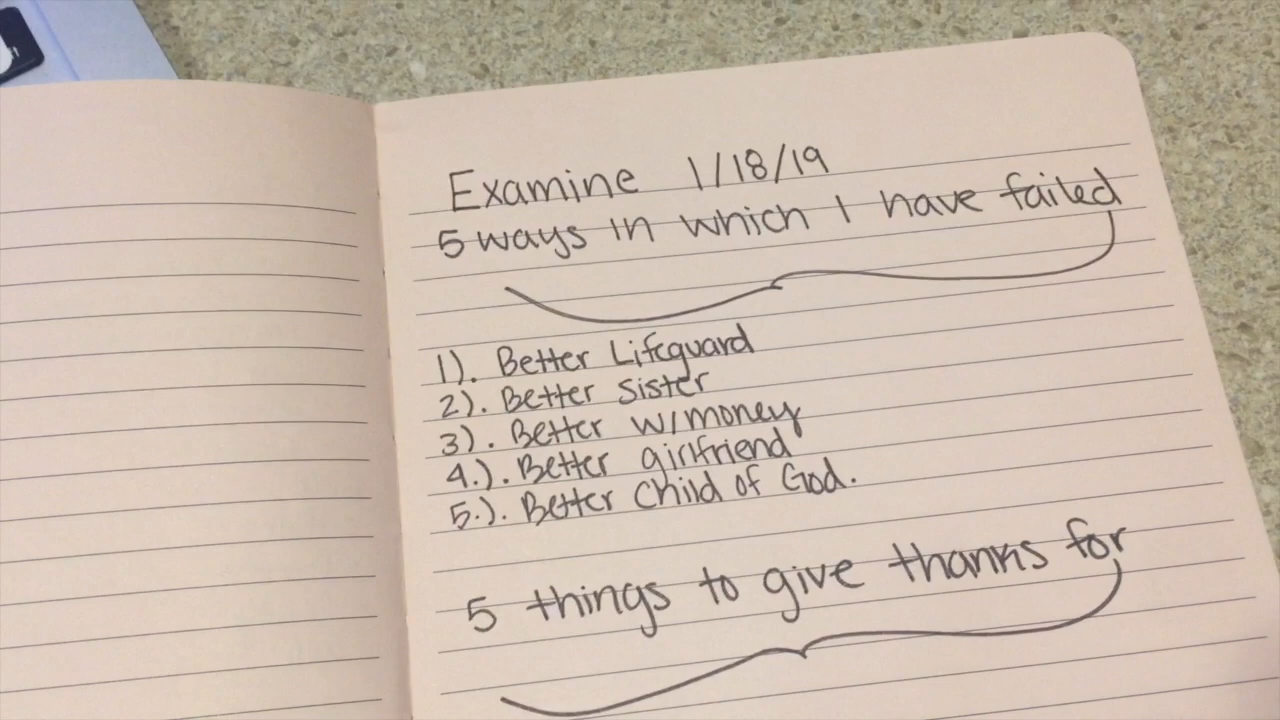 Examine 1/18/19
5 ways in which I have failed
1). Better Lifeguard
2). Better Sister
3). Better w/money
4.). Better girlfriend
5.). Better Child of God.
5 things to give thanks for